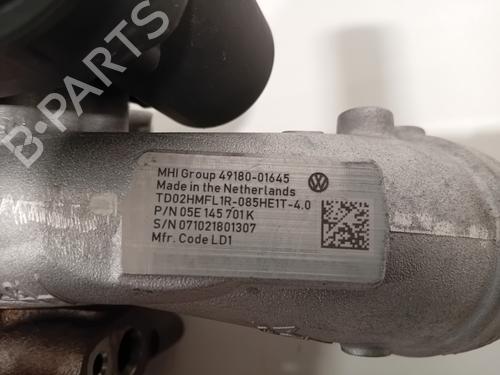 B-PARTS
MHI Group 49180-01645
Made in the Netherlands
TD02HMFL1R-085HE1T-4.0
P/N 05E 145 701 K
S/N 071021801307
Mfr. Code LD1